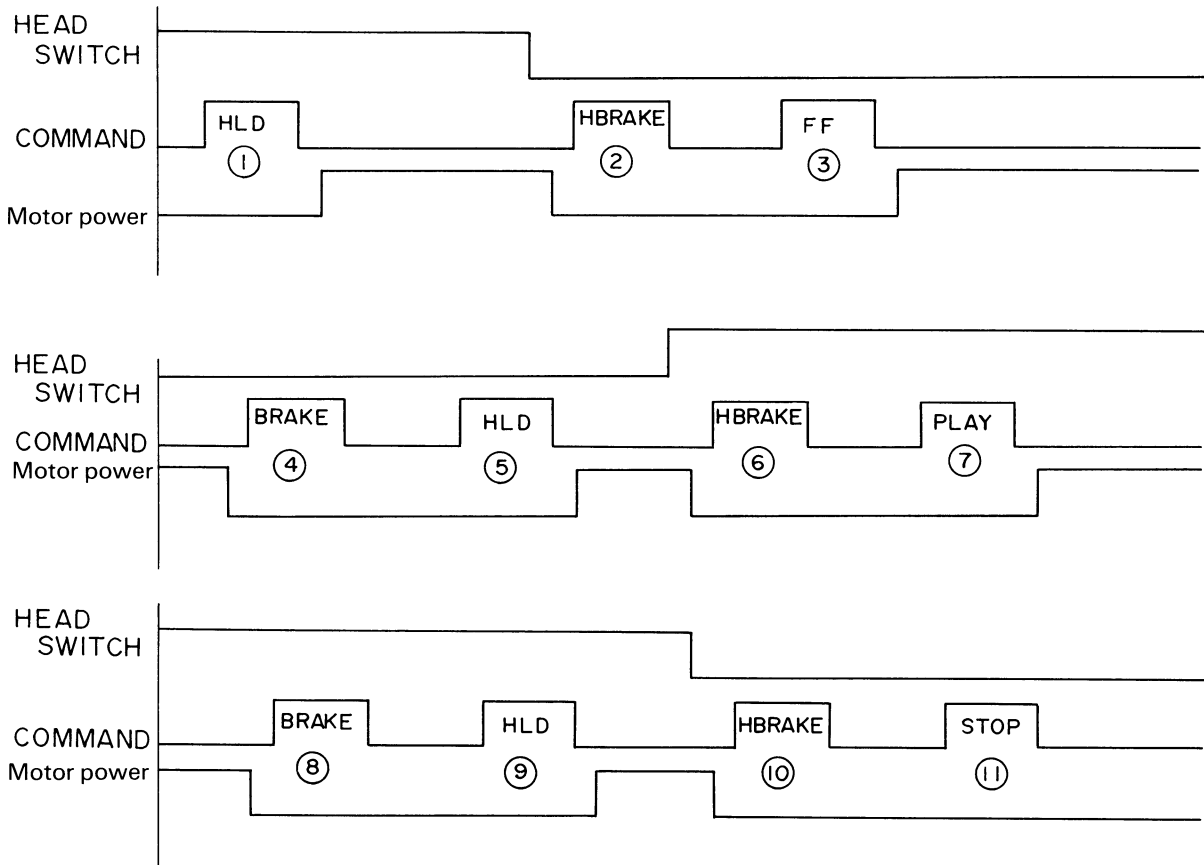 HEAD
SWITCH
HLD
HBRAKE
FF
COMMAND
①
②
③
Motor power
HEAD
SWITCH
BRAKE
HLD
HBRAKE
PLAY
COMMAND
④
⑤
⑥
⑦
Motor power
HEAD
SWITCH
BRAKE
HLD
HBRAKE
STOP
COMMAND
⑧
⑨
⑩
⑪
Motor power